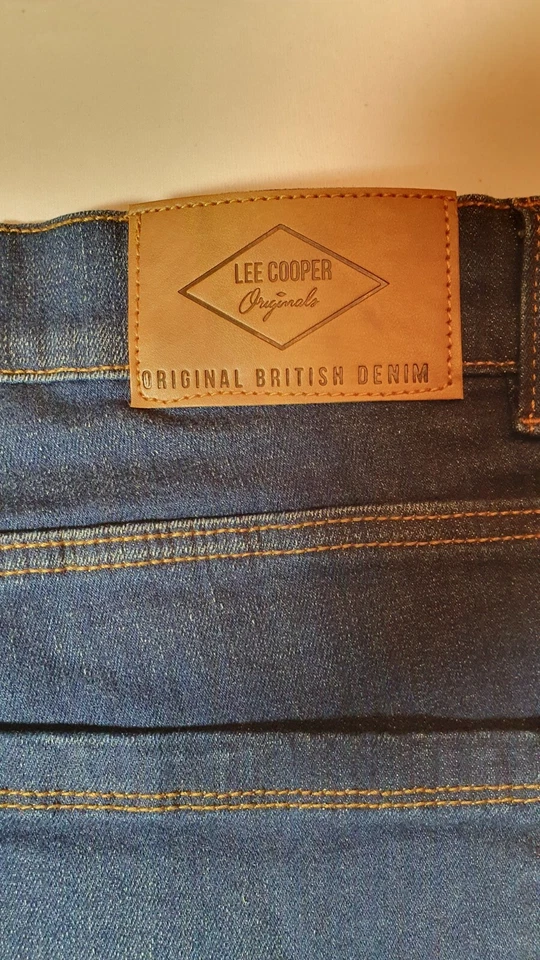 LEE COOPER
Originals
ORIGINAL BRITISH DENIM